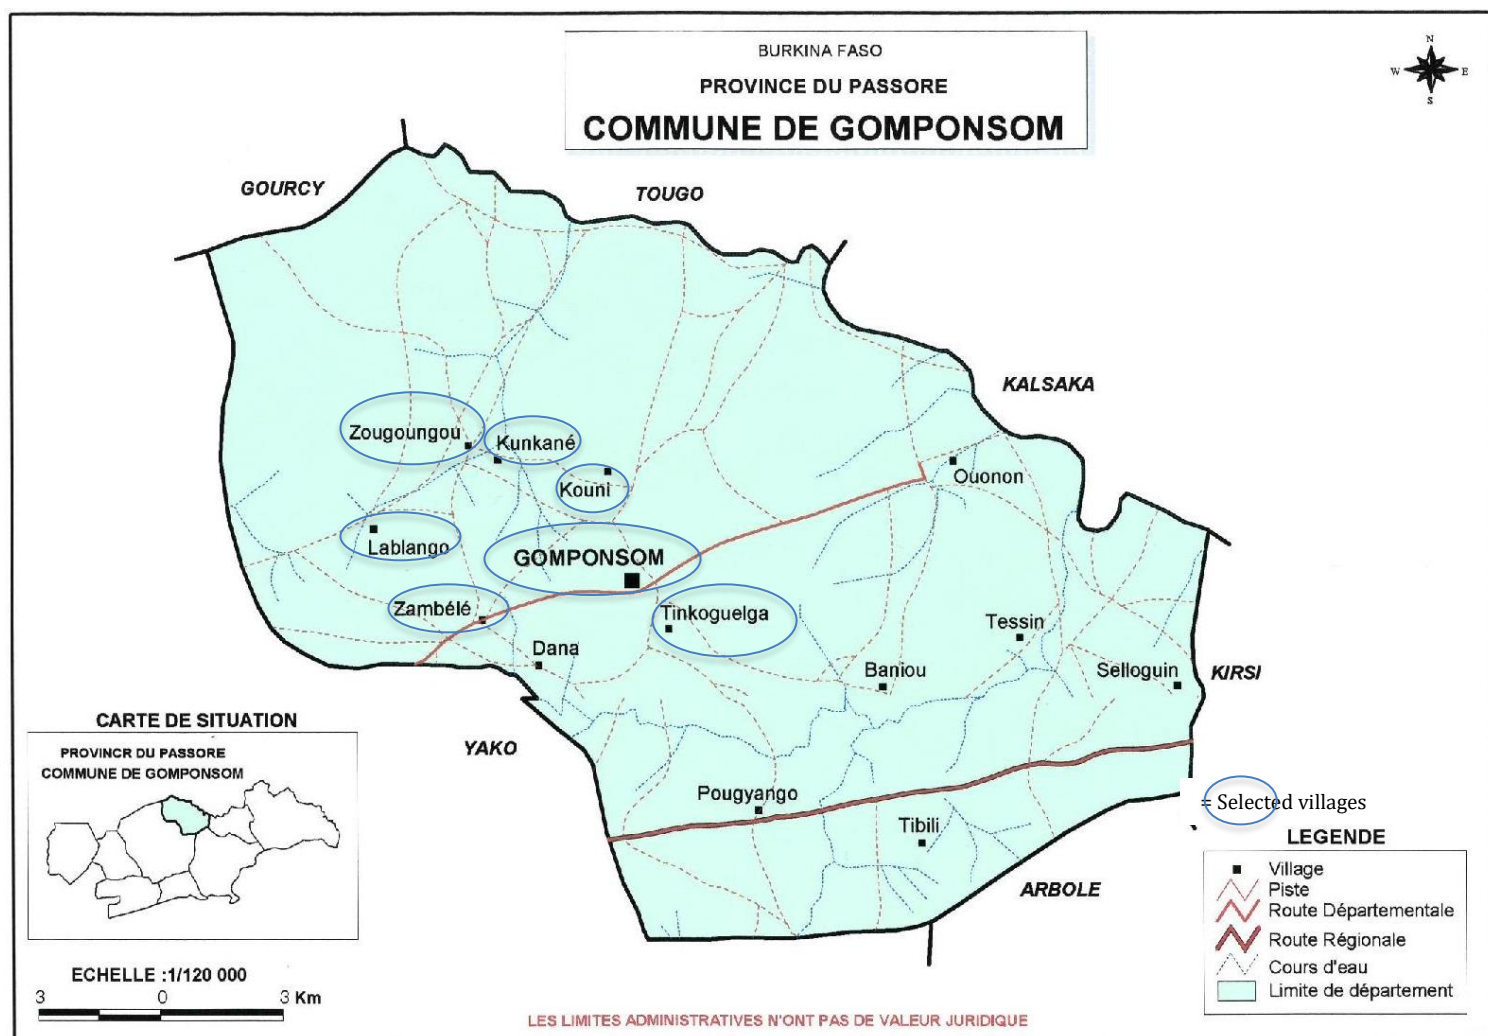 BURKINA FASO
PROVINCE DU PASSORE
COMMUNE DE GOMPONSOM
N
W
E
S
GOURCY
TOUGO
KALSAKA
Zougoungou
Kunkané
Kouni
Ouonon
Lablango
GOMPONSOM
Zambélé
Tinkoguelga
Tessin
Dana
Baniou
Selloguin
KIRSI
YAKO
Pougyango
Tibili
ARBOLE
CARTE DE SITUATION
PROVINCR DU PASSORE
COMMUNE DE GOMPONSOM
= Selected villages
LEGENDE
Village
Piste
Route Départementale
Route Régionale
Cours d'eau
Limite de départment
ECHELLE :1/120 000
3 0 3 Km
LES LIMITES ADMINISTRATIVES N'ONT PAS DE VALEUR JURIDIQUE